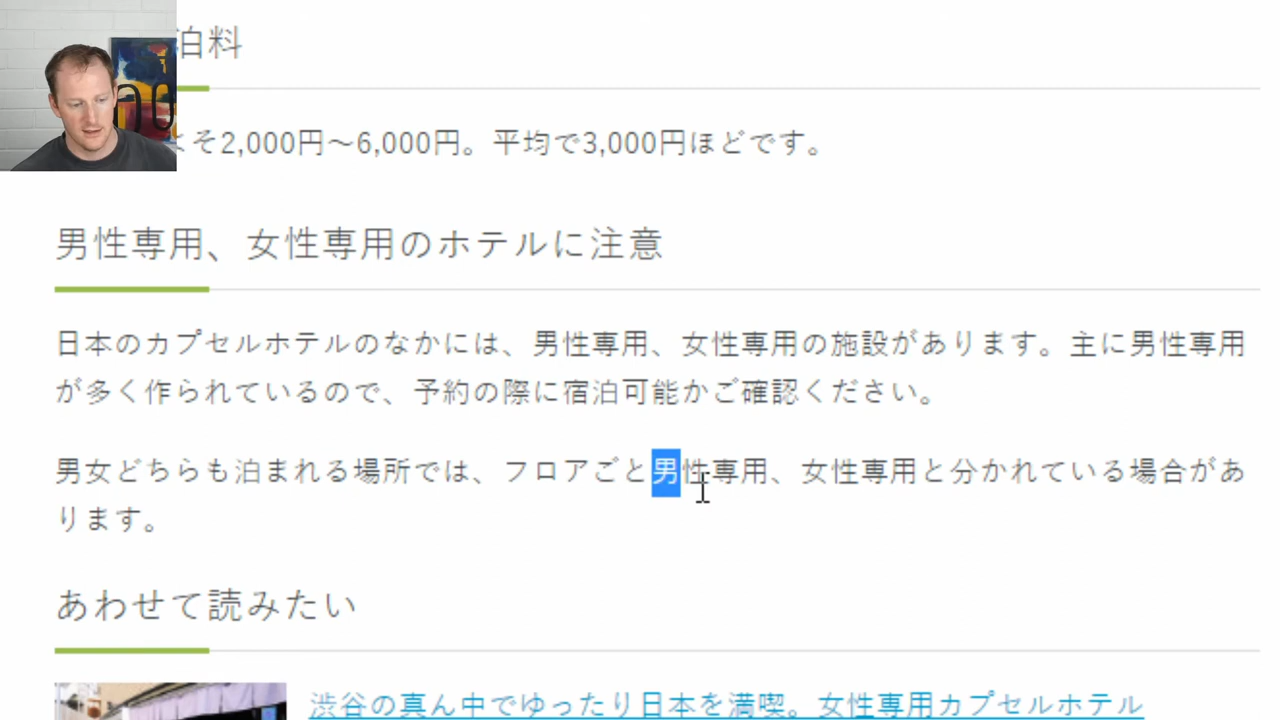 泊料
そ2,000円～6,000円。平均で3,000円ほどです。
男性専用、女性専用のホテルに注意
日本のカプセルホテルのなかには、男性専用、女性専用の施設があります。主に男性専用
が多く作られているので、予約の際に宿泊可能かご確認ください。
男女どちらも泊まれる場所では、フロアごと男性専用、女性専用と分かれている場合があ
ります。
あわせて読みたい
渋谷の真ん中でゆったり日本を満喫。女性専用カプセルホテル